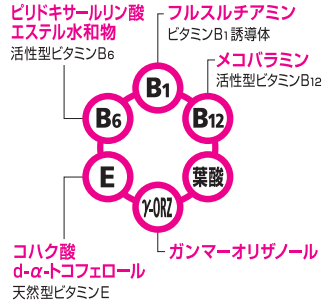 ピリドキサールリン酸
エステル水和物
活性型ビタミンB6
フルスルチアミン
ビタミンB1誘導体
メコバラミン
活性型ビタミンB12
B1
B6
B12
E
葉酸
γ-ORZ
コハク酸
d-α-トコフェロール
天然型ビタミンE
ガンマーオリザノール